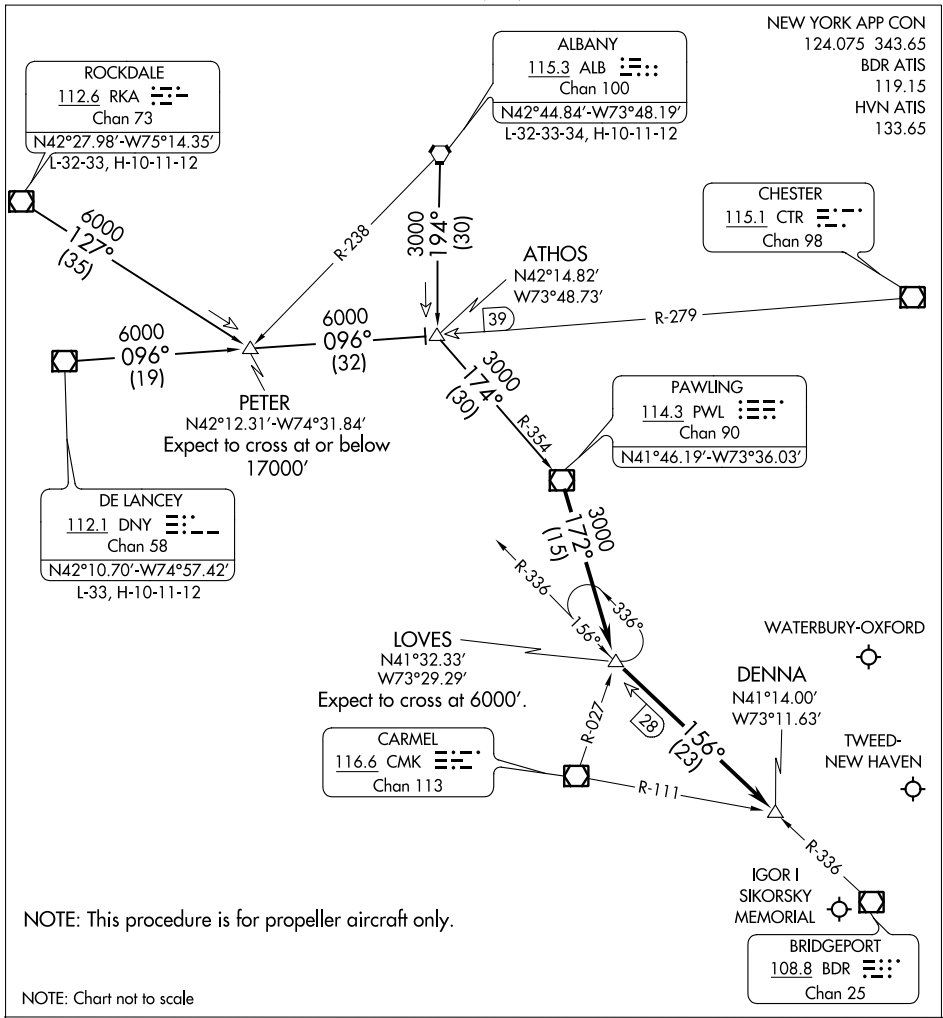 NEW YORK APP CON
124.075 343.65
BDR ATIS
119.15
HVN ATIS
133.65
ALBANY
115.3 ALB
Chan 100
N42°44.84'-W73°48.19'
L-32-33-34, H-10-11-12
ROCKDALE
112.6 RKA
Chan 73
N42°27.98'-W75°14.35'
L-32-33, H-10-11-12
CHESTER
115.1 CTR
Chan 98
6000
127°
(35)
R-238
3000
194°
(30)
ATHOS
N42°14.82'
W73°48.73'
39
R-279
6000
096°
(19)
6000
096°
(32)
PETER
N42°12.31'-W74°31.84'
Expect to cross at or below
17000'
3000
174°
(30)
R-354
PAWLING
114.3 PWL
Chan 90
N41°46.19'-W73°36.03'
DE LANCEY
112.1 DNY
Chan 58
N42°10.70'-W74°57.42'
L-33, H-10-11-12
3000
172°
(15)
R-336
156°
336°
LOVES
N41°32.33'
W73°29.29'
Expect to cross at 6000'.
WATERBURY-OXFORD
DENNA
N41°14.00'
W73°11.63'
28
156°
(23)
R-027
CARMEL
116.6 CMK
Chan 113
R-111
TWEED-
NEW HAVEN
R-336
IGOR I
SIKORSKY
MEMORIAL
BRIDGEPORT
108.8 BDR
Chan 25
NOTE: This procedure is for propeller aircraft only.
NOTE: Chart not to scale